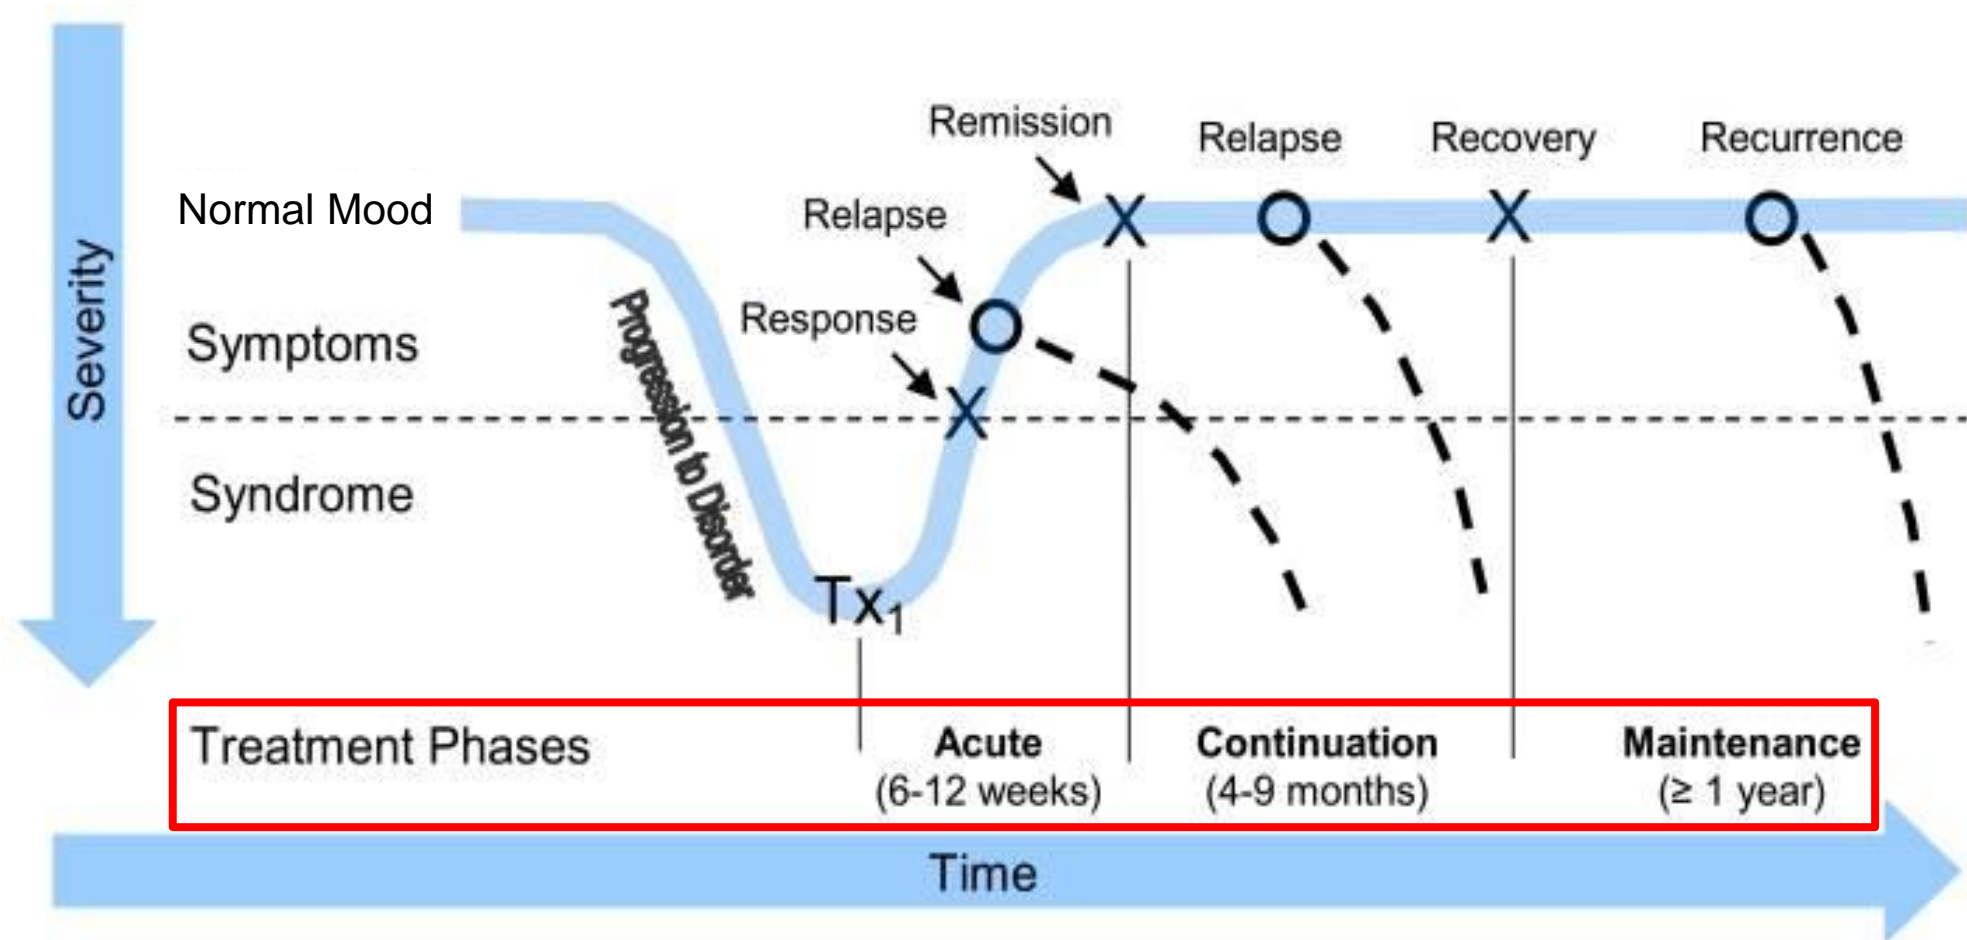 Severity
Remission
Relapse
Recovery
Recurrence
Normal Mood
Relapse
Response
Symptoms
Progression to Disorder
X
O
X
O
O
X
Syndrome
Tx₁
Treatment Phases
Acute
(6-12 weeks)
Continuation
(4-9 months)
Maintenance
(≥ 1 year)
Time